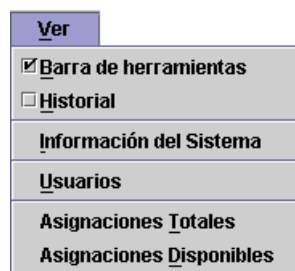 Ver
Barra de herramientas
Historial
Información del Sistema
Usuarios
Asignaciones Totales
Asignaciones Disponibles